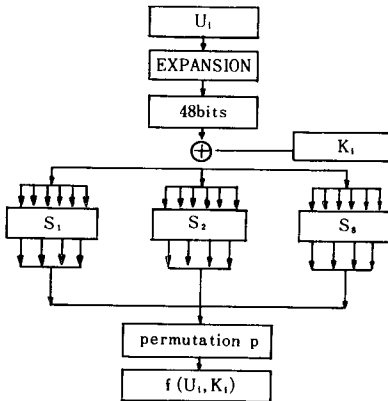 U₁
EXPANSION
48bits
K₁
S₁ S₂ S₈
permutation p
f (U₁, K₁)